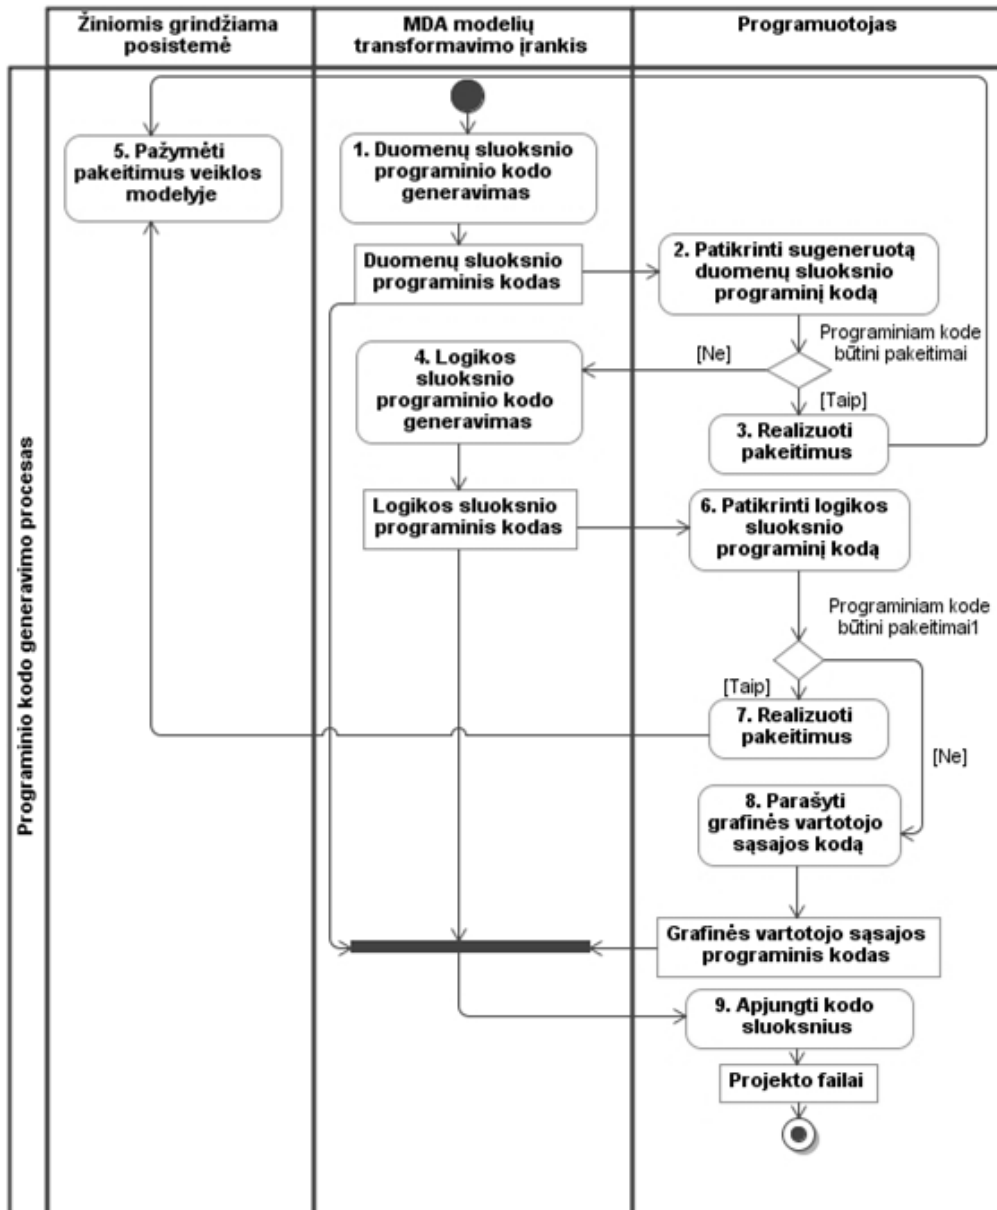 Žiniomis grindžiama
posistemė
MDA modelių
transformavimo įrankis
Programuotojas
Programinio kodo generavimo procesas
5. Pažymėti
pakeitimus veiklos
modelyje
1. Duomenų sluoksnio
programinio kodo
generavimas
Duomenų sluoksnio
programinis kodas
2. Patikrinti sugeneruotą
duomenų sluoksnio
programinį kodą
Programiniam kode
būtini pakeitimai
[Ne]
[Taip]
4. Logikos
sluoksnio
programinio kodo
generavimas
3. Realizuoti
pakeitimus
Logikos sluoksnio
programinis kodas
6. Patikrinti logikos
sluoksnio
programinį kodą
Programiniam kode
būtini pakeitimai1
[Taip]
7. Realizuoti
pakeitimus
[Ne]
8. Parašyti
grafinės vartotojo
sąsajos kodą
Grafinės vartotojo sąsajos
programinis kodas
9. Apjungti kodo
sluoksnius
Projekto failai